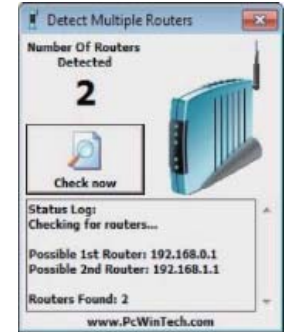 Detect Multiple Routers
Number Of Routers
Detected
2
Check now
Status Log:
Checking for routers...
Possible 1st Router: 192.168.0.1
Possible 2nd Router: 192.168.1.1
Routers Found: 2
www.PcWinTech.com